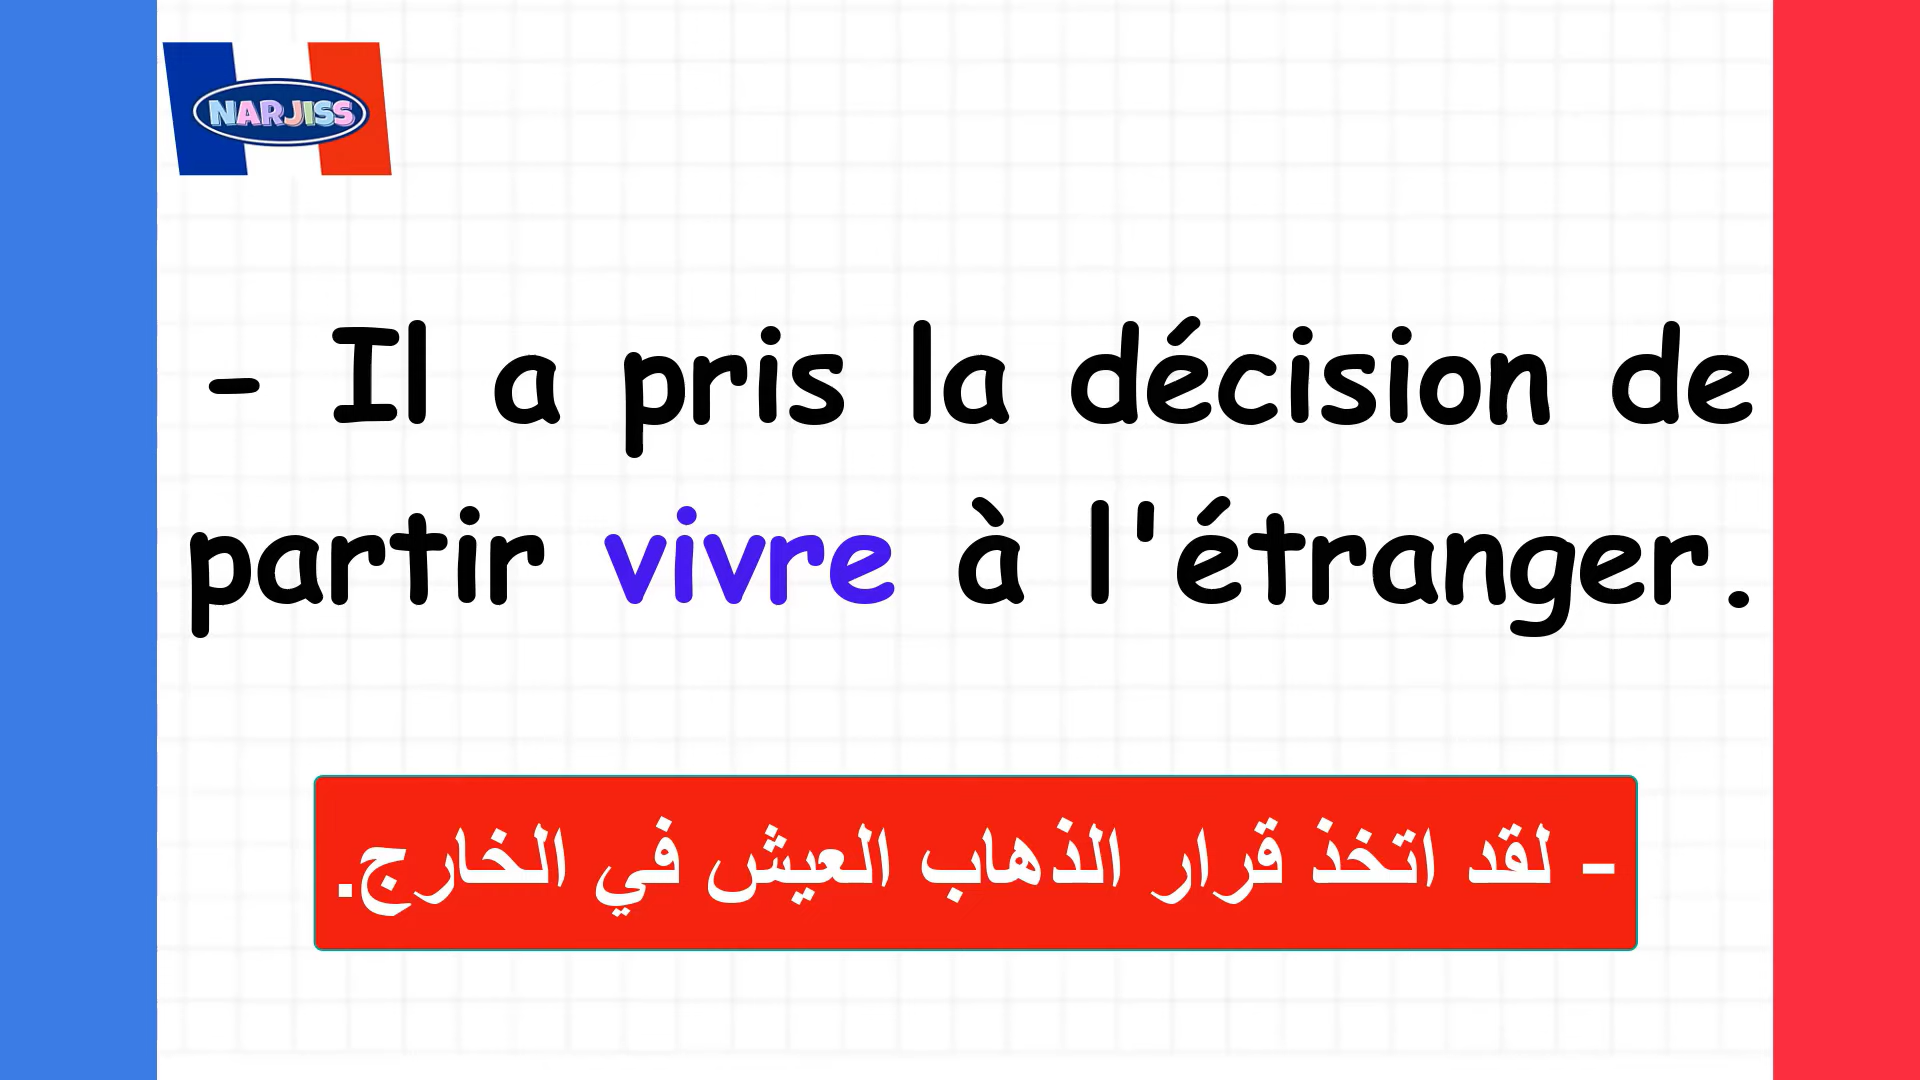 NARJISS
- Il a pris la décision de
partir vivre à l'étranger.
- لقد اتخذ قرار الذهاب العيش في الخارج.